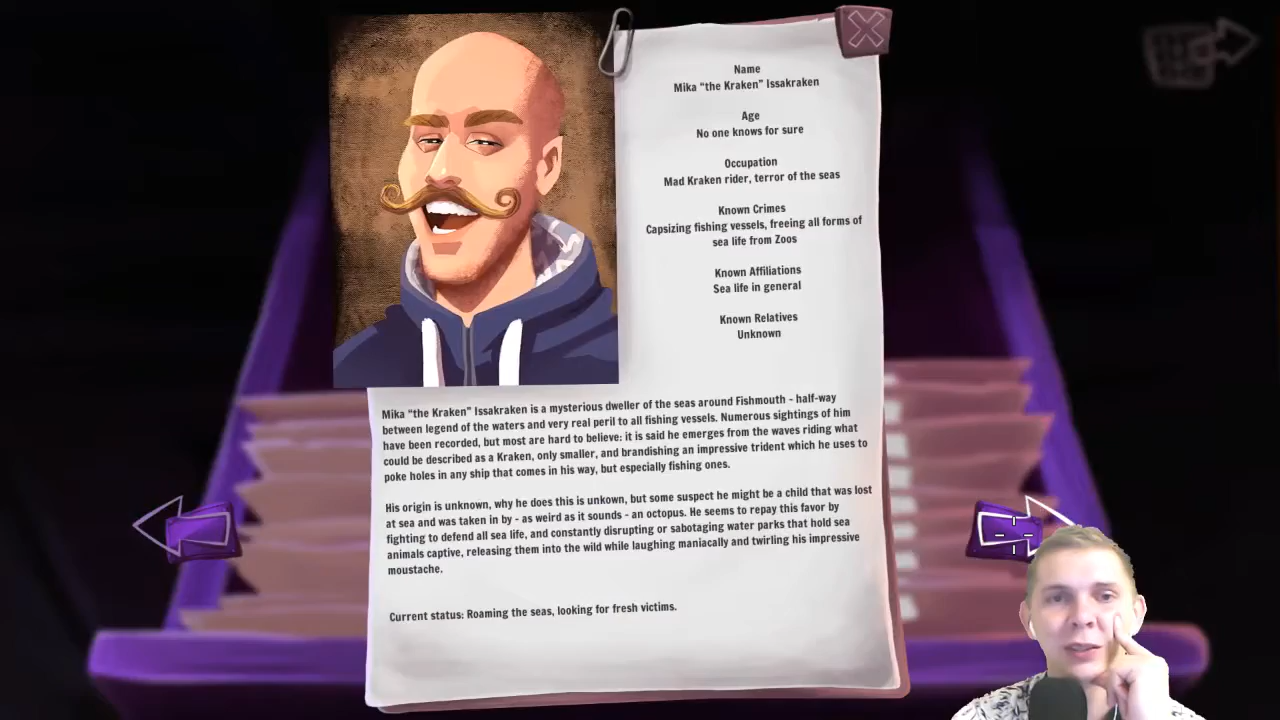 Name
Mika “the Kraken” Issakraken
Age
No one knows for sure
Occupation
Mad Kraken rider, terror of the seas
Known Crimes
Capsizing fishing vessels, freeing all forms of
sea life from Zoos
Known Affiliations
Sea life in general
Known Relatives
Unknown
Mika “the Kraken” Issakraken is a mysterious dweller of the seas around Fishmouth - half-way
between legend of the waters and very real peril to all fishing vessels. Numerous sightings of him
have been recorded, but most are hard to believe: it is said he emerges from the waves riding what
could be described as a Kraken, only smaller, and brandishing an impressive trident which he uses to
poke holes in any ship that comes in his way, but especially fishing ones.
His origin is unknown, why he does this is unkown, but some suspect he might be a child that was lost
at sea and was taken in by - as weird as it sounds - an octopus. He seems to repay this favor by
fighting to defend all sea life, and constantly disrupting or sabotaging water parks that hold sea
animals captive, releasing them into the wild while laughing maniacally and twirling his impressive
moustache.
Current status: Roaming the seas, looking for fresh victims.